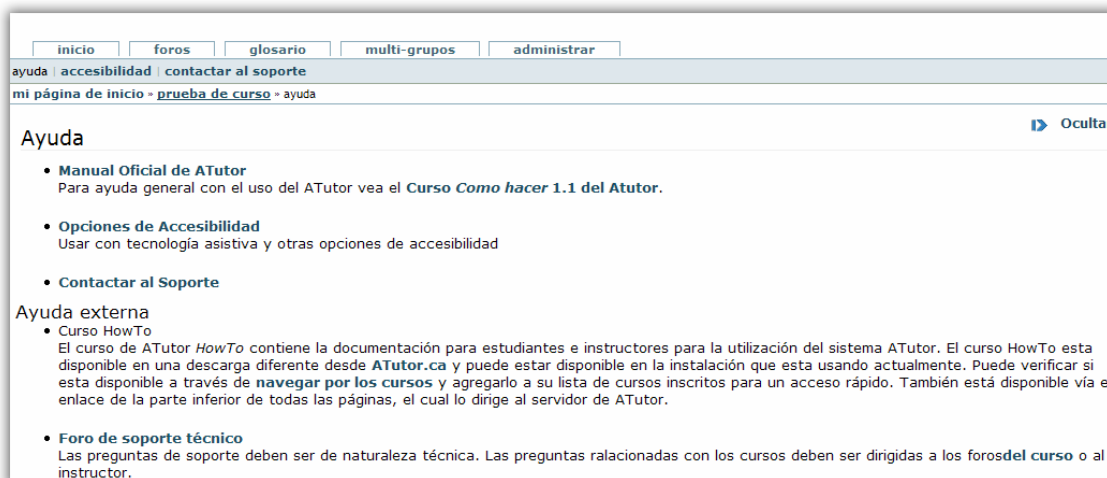 inicio foros glosario multi-grupos administrar
ayuda | accesibilidad | contactar al soporte
mi página de inicio » prueba de curso » ayuda
Oculta
Ayuda
• Manual Oficial de ATutor
Para ayuda general con el uso del ATutor vea el Curso Como hacer 1.1 del Atutor.
• Opciones de Accesibilidad
Usar con tecnología asistiva y otras opciones de accesibilidad
• Contactar al Soporte
Ayuda externa
• Curso HowTo
El curso de ATutor HowTo contiene la documentación para estudiantes e instructores para la utilización del sistema ATutor. El curso HowTo esta
disponible en una descarga diferente desde ATutor.ca y puede estar disponible en la instalación que esta usando actualmente. Puede verificar si
esta disponible a través de navegar por los cursos y agregarlo a su lista de cursos inscritos para un acceso rápido. También está disponible vía e
enlace de la parte inferior de todas las páginas, el cual lo dirige al servidor de ATutor.
• Foro de soporte técnico
Las preguntas de soporte deben ser de naturaleza técnica. Las preguntas ralacionadas con los cursos deben ser dirigidas a los forosdel curso o al
instructor.